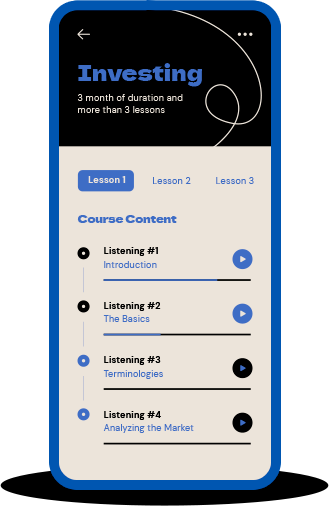 Investing
3 month of duration and
more than 3 lessons
Lesson 1
Lesson 2
Lesson 3
Course Content
Listening #1
Introduction
Listening #2
The Basics
Listening #3
Terminologies
Listening #4
Analyzing the Market